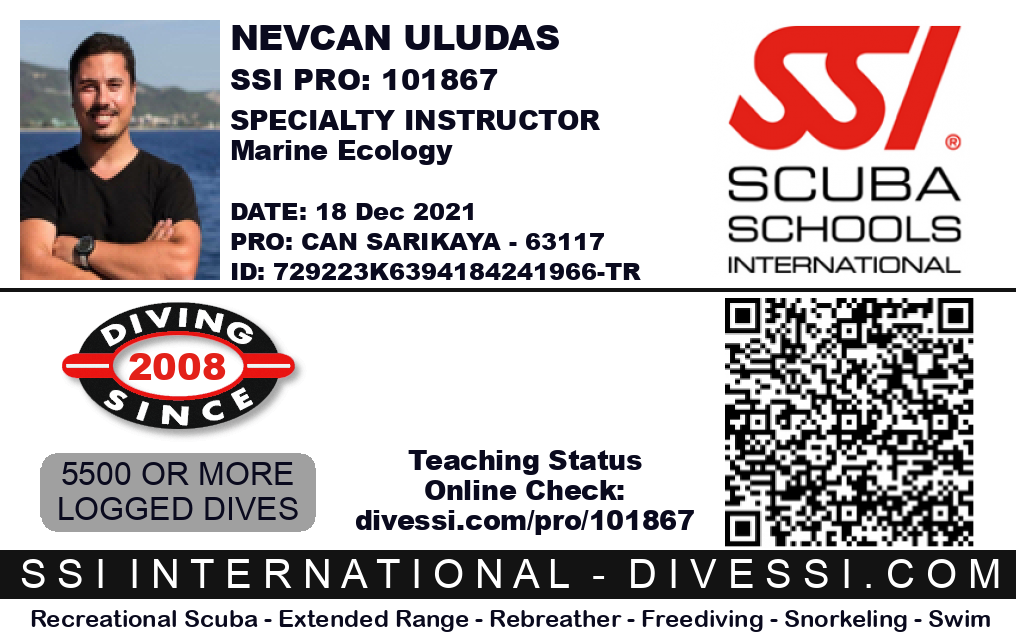 NEVCAN ULUDAS
SSI PRO: 101867
SPECIALTY INSTRUCTOR
Marine Ecology
DATE: 18 Dec 2021
PRO: CAN SARIKAYA - 63117
ID: 729223K6394184241966-TR
SSI®
SCUBA
SCHOOLS
INTERNATIONAL
DIVING
2008
SINCE
5500 OR MORE
LOGGED DIVES
Teaching Status
Online Check:
divessi.com/pro/101867
SSI INTERNATIONAL - DIVESSI.COM
Recreational Scuba - Extended Range - Rebreather - Freediving - Snorkeling - Swim